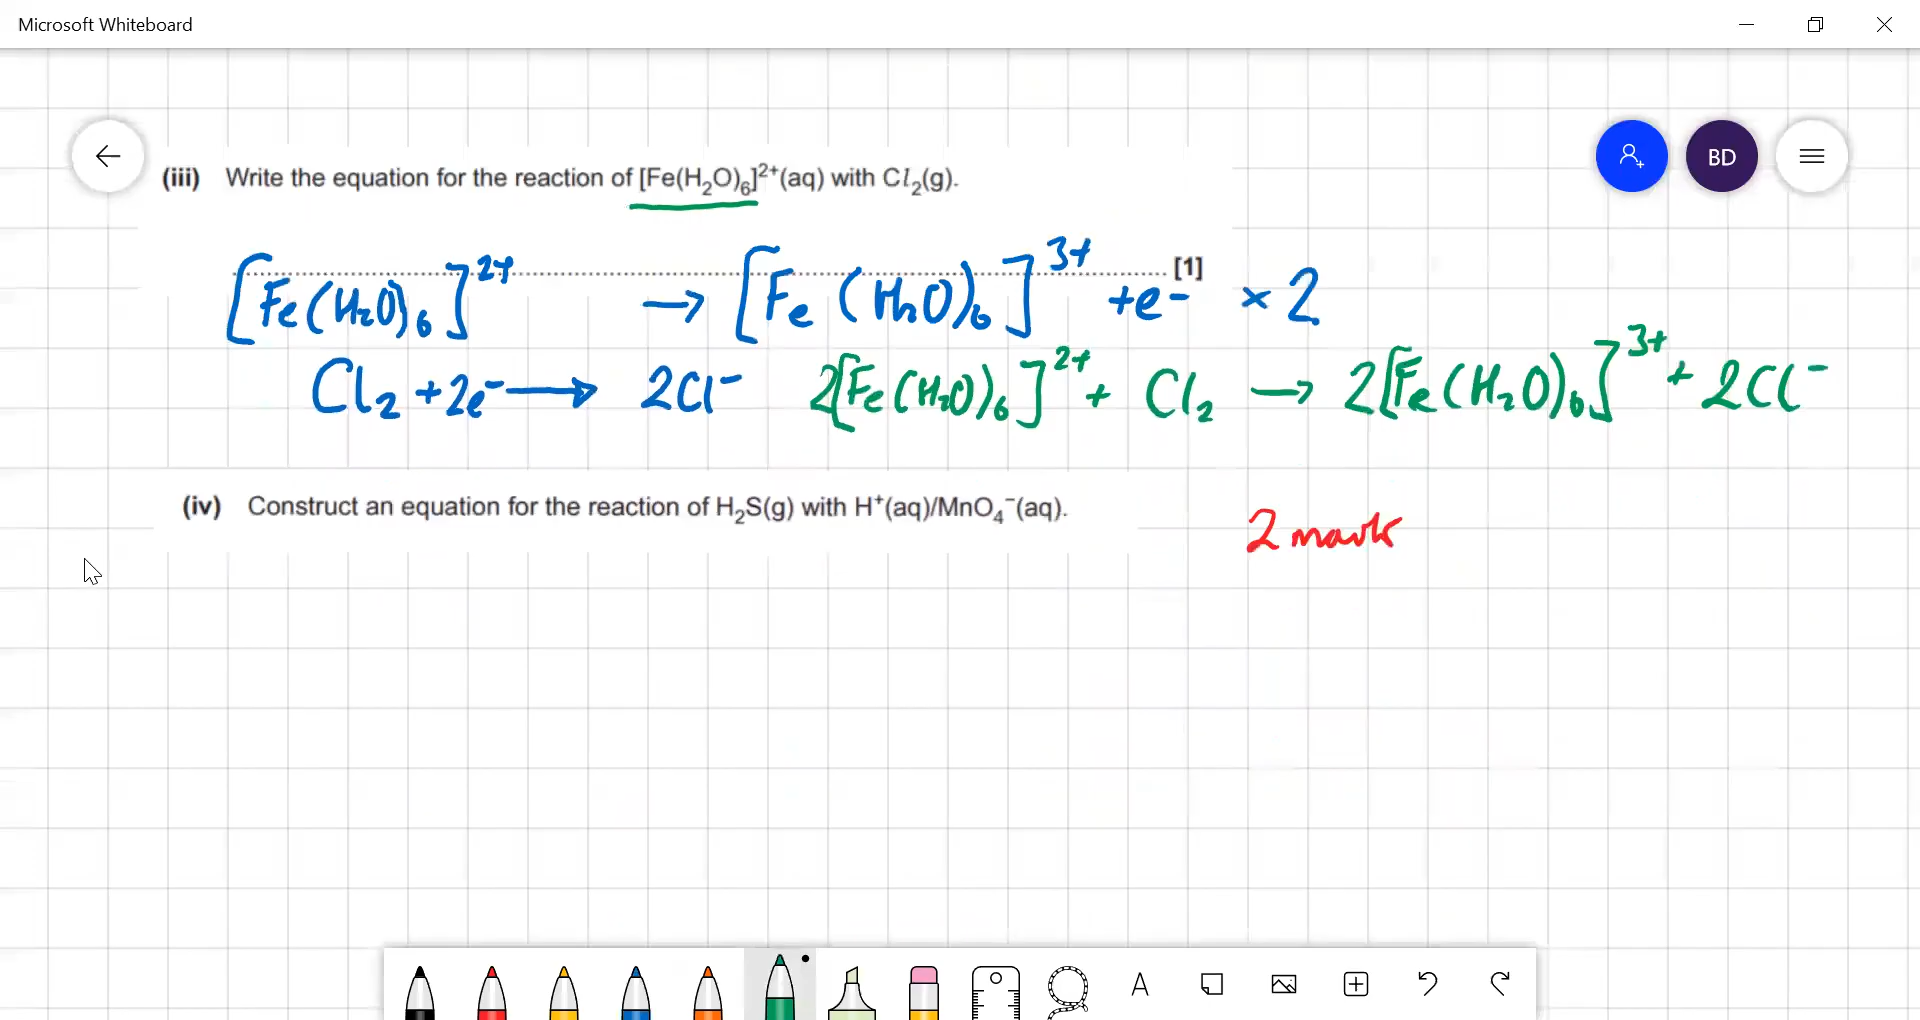 Microsoft Whiteboard
BD
(iii) Write the equation for the reaction of [Fe(H₂O)₆]²⁺(aq) with Cl₂(g).
[1]
[Fe(H₂O)₆]²⁺ → [Fe(H₂O)₆]³⁺ + e⁻ × 2
Cl₂ + 2e⁻ → 2Cl⁻ 2[Fe(H₂O)₆]²⁺ + Cl₂ → 2[Fe(H₂O)₆]³⁺ + 2Cl⁻
(iv) Construct an equation for the reaction of H₂S(g) with H⁺(aq)/MnO₄⁻(aq).
2 marks
A